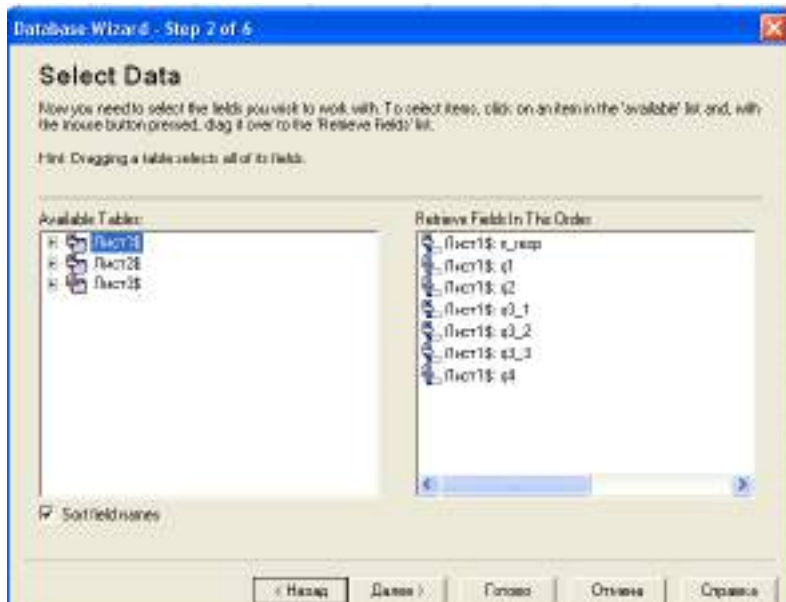 Database Wizard - Step 2 of 6
Select Data
Now you need to select the fields you wish to work with. To select items, click on an item in the 'available' list and, with
the mouse button pressed, drag it over to the 'Retrieve Fields' list.
Hint: Dragging a table selects all of its fields.
Available Tables:
Лист1$
Лист2$
Лист3$
Sort field names
Retrieve Fields In This Order
Лист1$: n_resp
Лист1$: q1
Лист1$: q2
Лист1$: q3_1
Лист1$: q3_2
Лист1$: q3_3
Лист1$: q4
< Назад
Далее >
Готово
Отмена
Справка